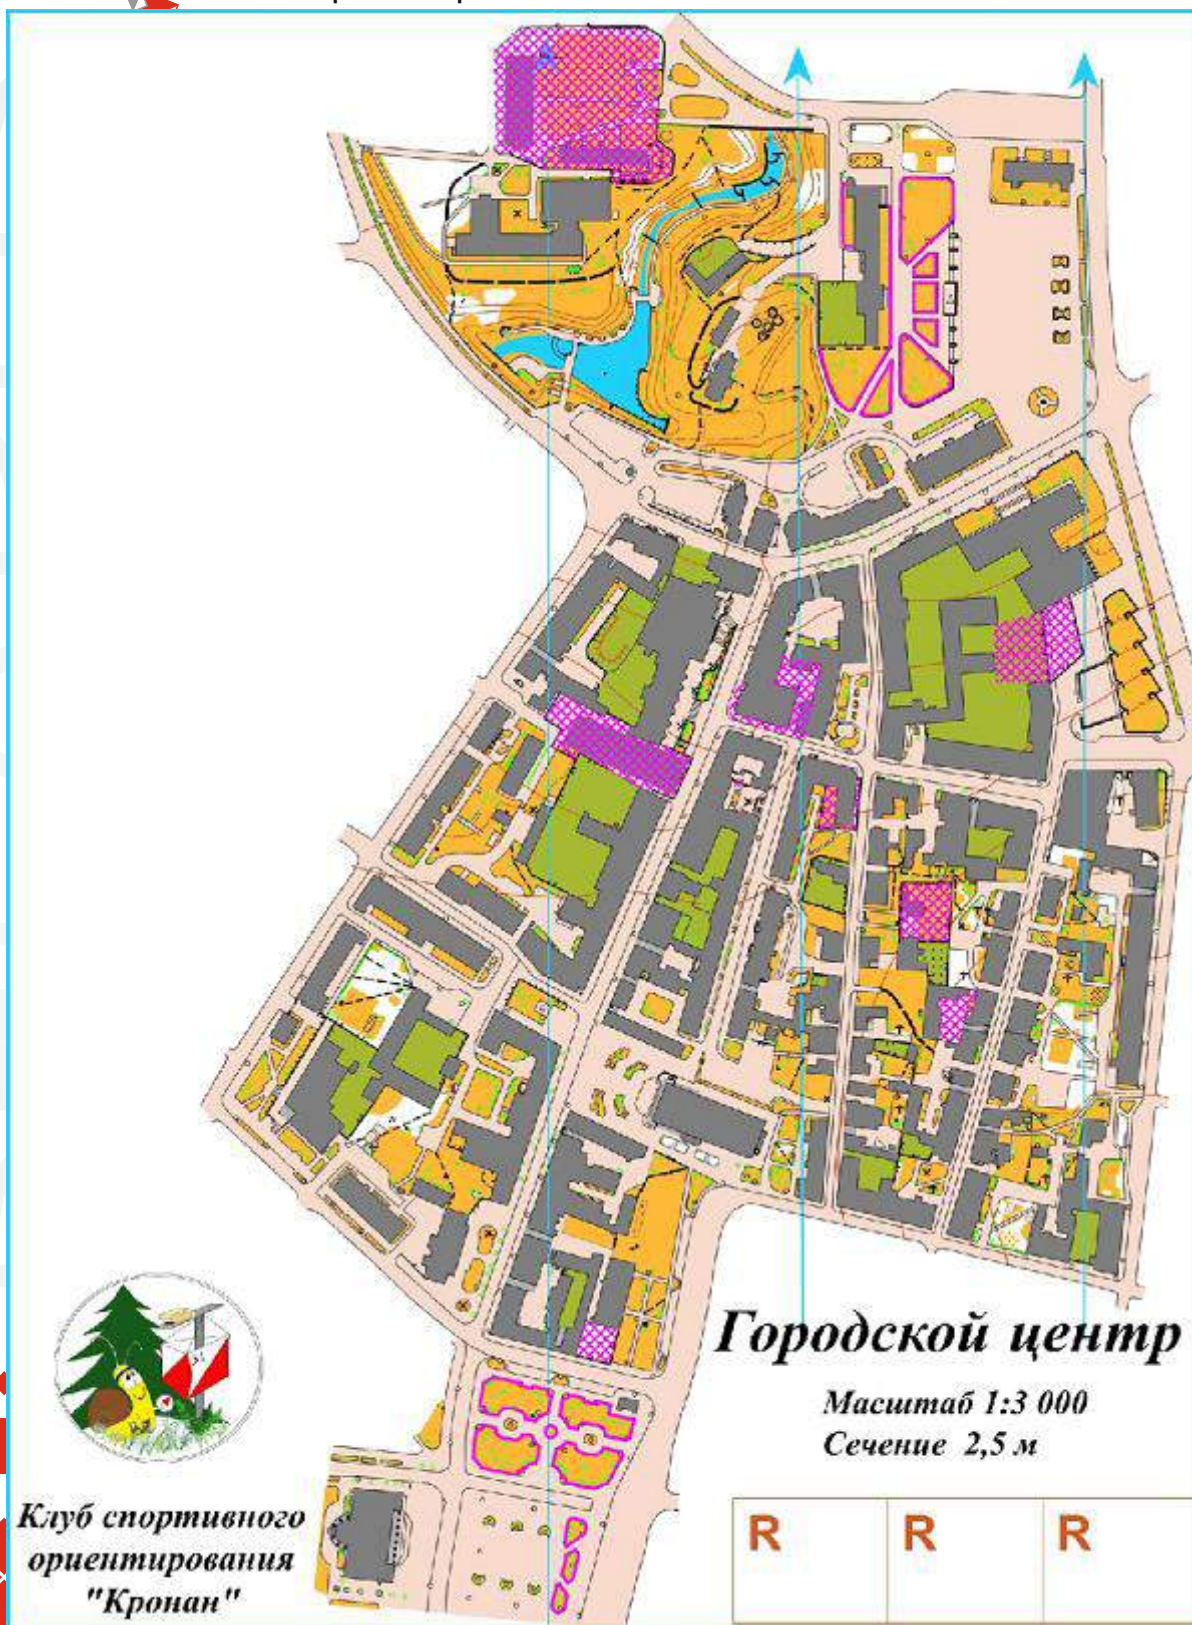 Городской центр
Масштаб 1:3 000
Сечение 2,5 м
Клуб спортивного
ориентирования
"Кронан"
R R R